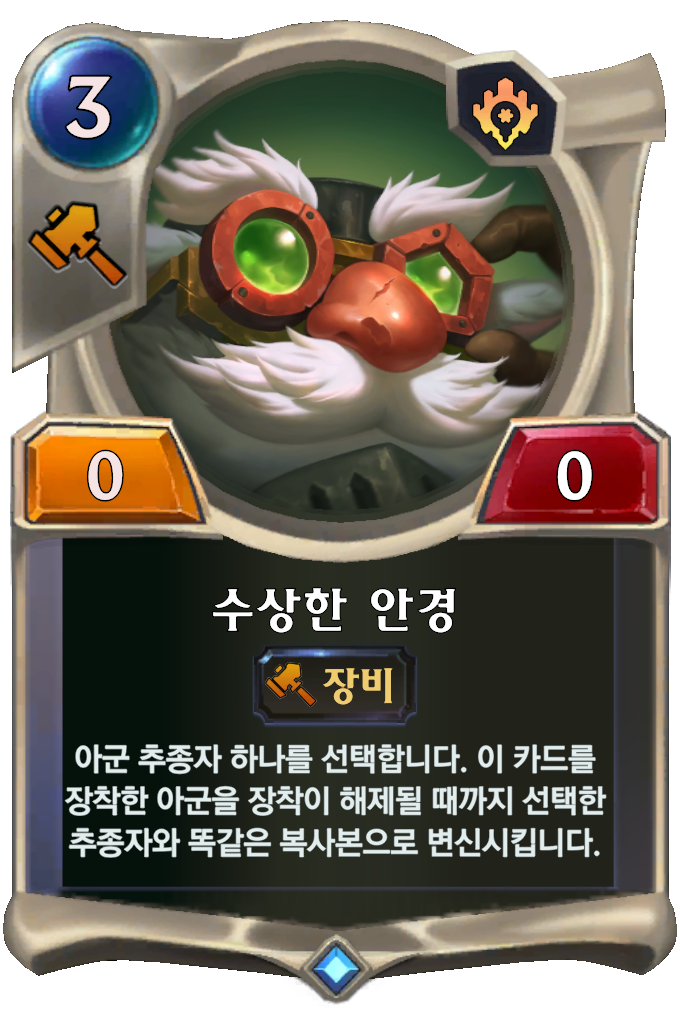 3
0
0
수상한 안경
장비
아군 추종자 하나를 선택합니다. 이 카드를
장착한 아군을 장착이 해제될 때까지 선택한
추종자와 똑같은 복사본으로 변신시킵니다.